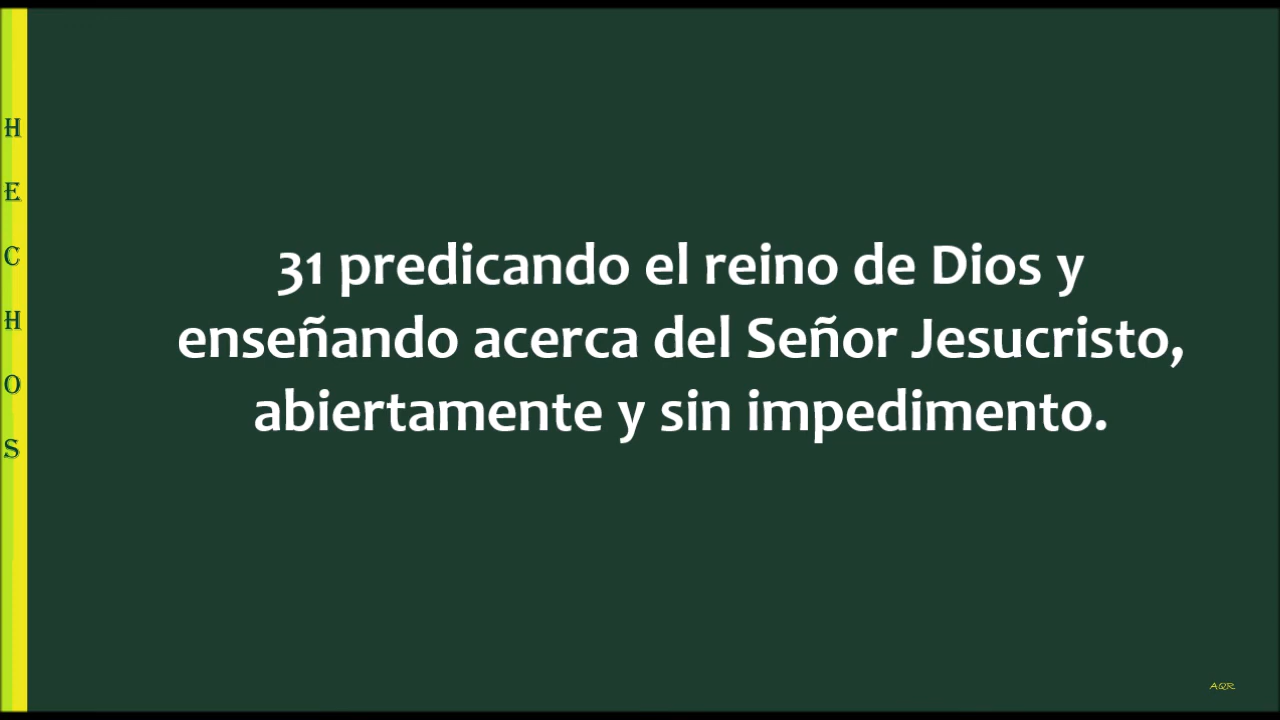 HECHOS
31 predicando el reino de Dios y
enseñando acerca del Señor Jesucristo,
abiertamente y sin impedimento.
AQR